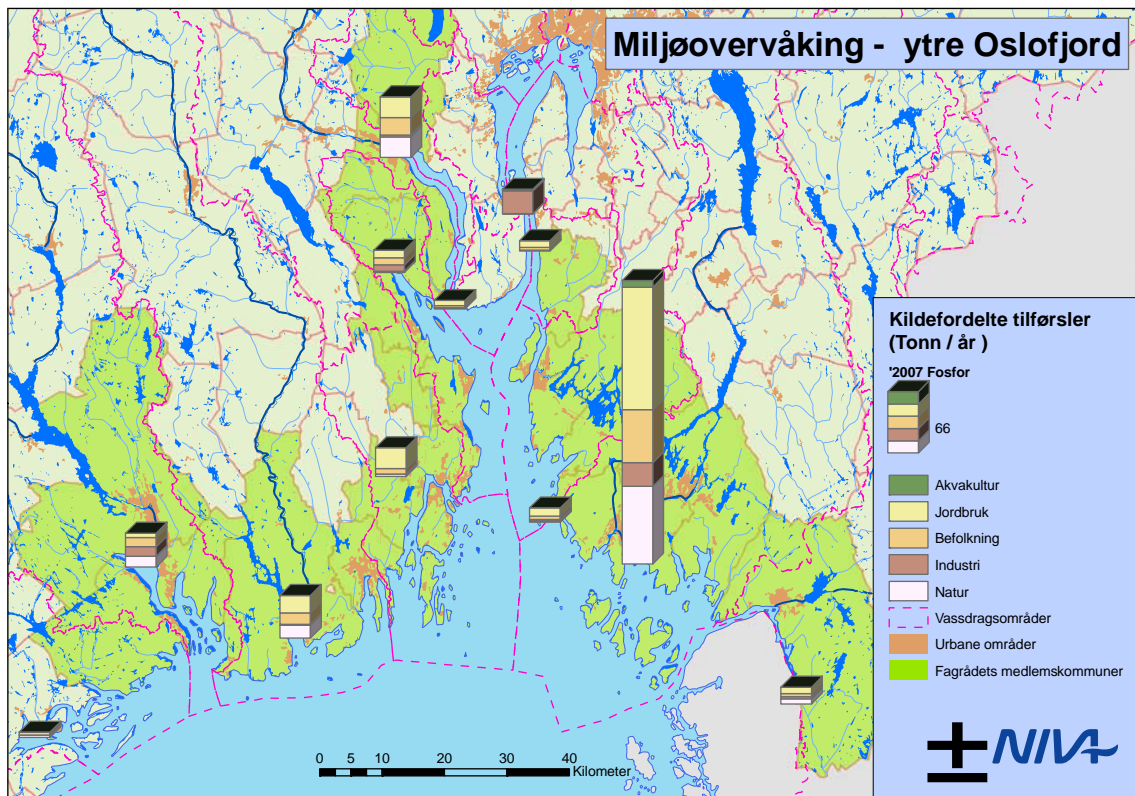 Miljøovervåking - ytre Oslofjord
Kildefordelte tilførsler
(Tonn / år )
'2007 Fosfor
66
Akvakultur
Jordbruk
Befolkning
Industri
Natur
Vassdragsområder
Urbane områder
Fagrådets medlemskommuner
0 5 10 20 30 40
Kilometer
NIVA